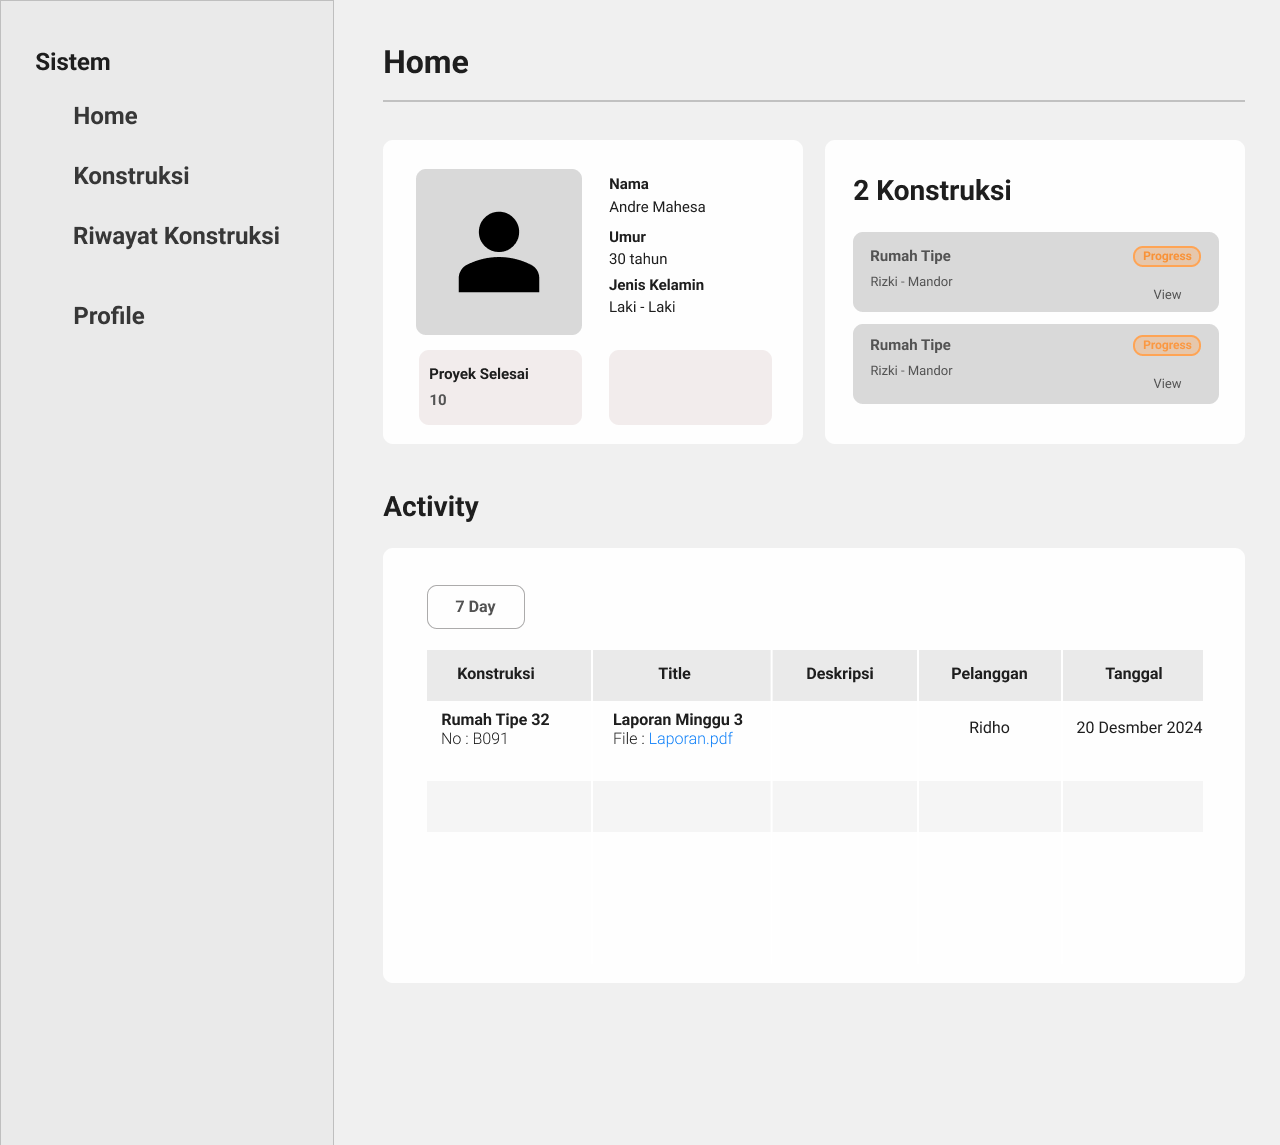 Sistem
Home
Konstruksi
Riwayat Konstruksi
Profile
Home
Nama
Andre Mahesa
Umur
30 tahun
Jenis Kelamin
Laki - Laki
Proyek Selesai
10
2 Konstruksi
Rumah Tipe
Progress
Rizki - Mandor
View
Rumah Tipe
Progress
Rizki - Mandor
View
Activity
7 Day
Konstruksi Title Deskripsi Pelanggan Tanggal
Rumah Tipe 32
No : B091
Laporan Minggu 3
File : Laporan.pdf
Ridho
20 Desmber 2024